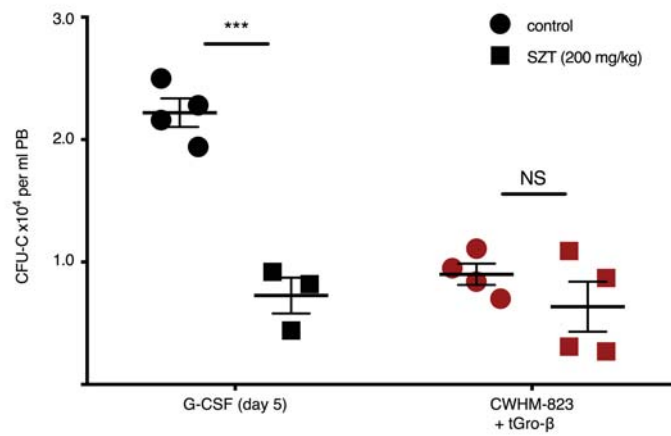 3.0
***
control
SZT (200 mg/kg)
2.0
NS
CFU-C x10⁴ per ml PB
1.0
G-CSF (day 5)
CWHM-823
+ tGro-β